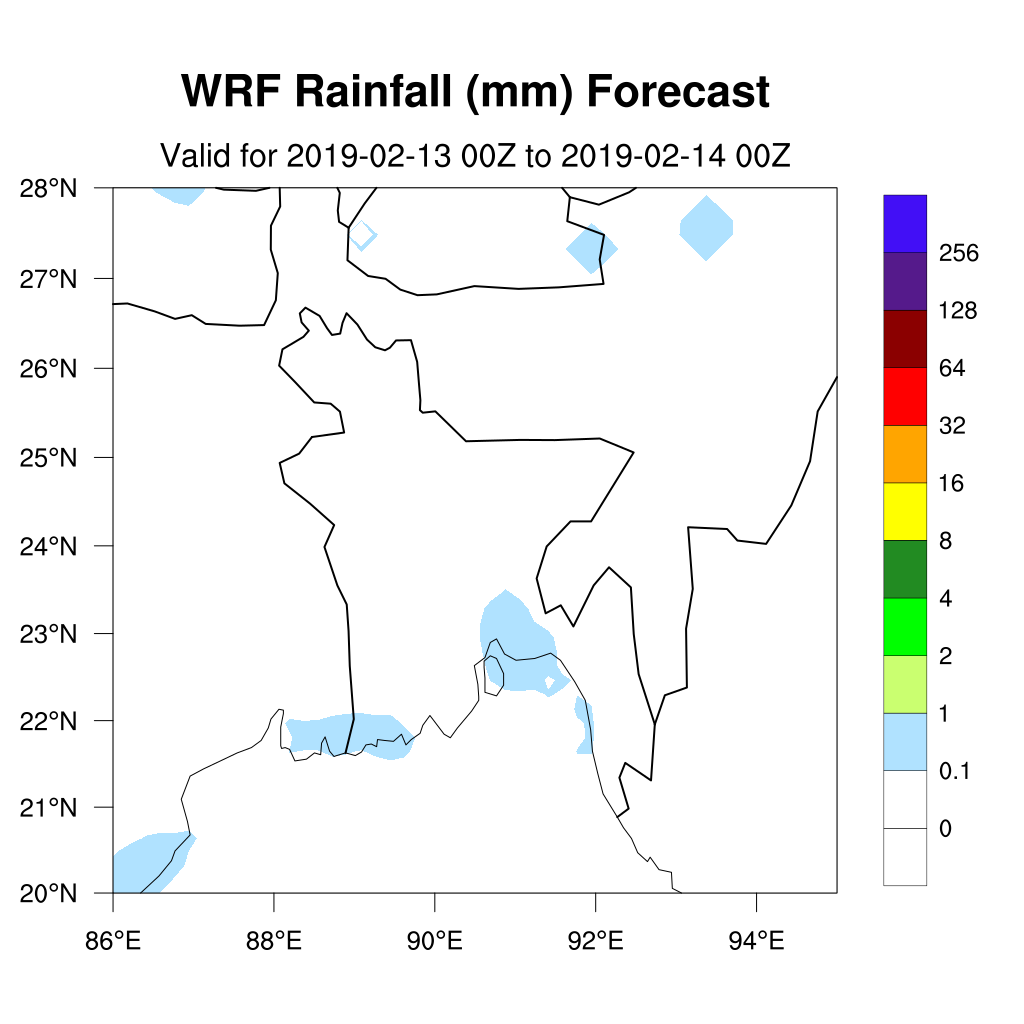 WRF Rainfall (mm) Forecast
Valid for 2019-02-13 00Z to 2019-02-14 00Z
28°N
27°N
26°N
25°N
24°N
23°N
22°N
21°N
20°N
86°E 88°E 90°E 92°E 94°E
256
128
64
32
16
8
4
2
1
0.1
0